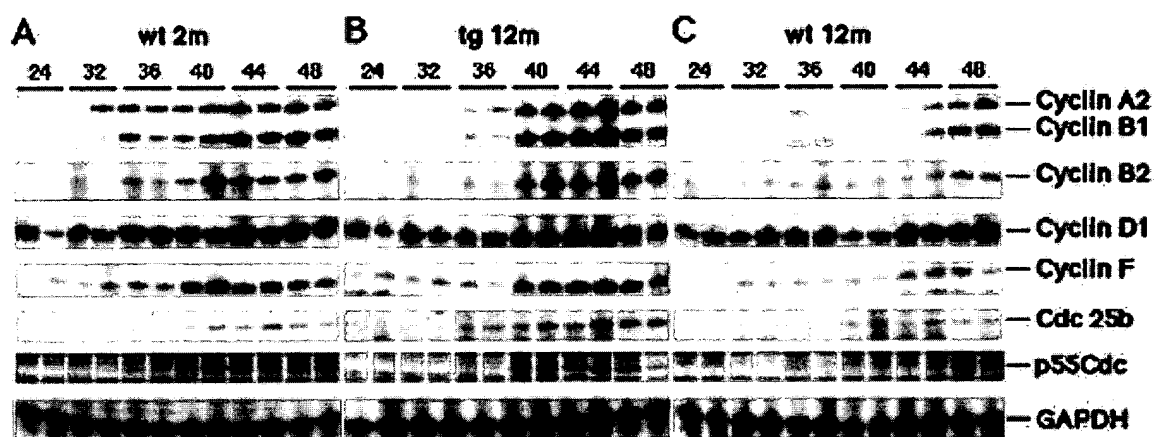 A wt 2m B tg 12m C wt 12m
24 32 36 40 44 48 24 32 36 40 44 48 24 32 36 40 44 48
Cyclin A2
Cyclin B1
Cyclin B2
Cyclin D1
Cyclin F
Cdc 25b
p55Cdc
GAPDH